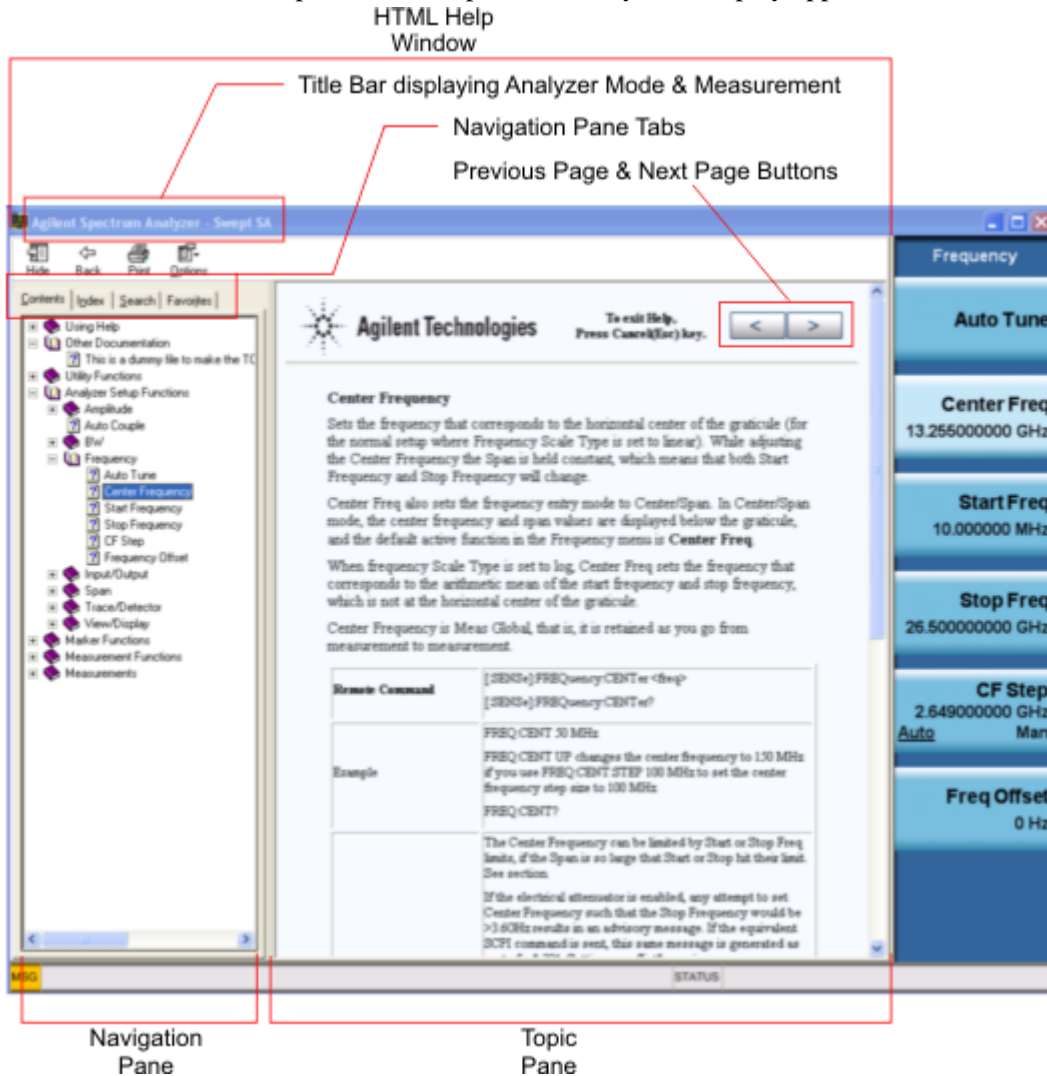 HTML Help
Window
Title Bar displaying Analyzer Mode & Measurement
Navigation Pane Tabs
Previous Page & Next Page Buttons
Agilent Spectrum Analyzer - Swept SA
Hide Back Print Options
Frequency
Contents Index Search Favorites
Using Help
Other Documentation
This is a dummy file to make the TC
Utility Functions
Analyzer Setup Functions
Amplitude
Auto Couple
BW
Frequency
Auto Tune
Center Frequency
Start Frequency
Stop Frequency
CF Step
Frequency Offset
Input/Output
Span
Trace/Detector
View/Display
Marker Functions
Measurement Functions
Measurements
Agilent Technologies
To exit Help,
Press Cancel(Esc) key.
< >
Center Frequency
Sets the frequency that corresponds to the horizontal center of the graticule (for
the normal setup where Frequency Scale Type is set to linear). While adjusting
the Center Frequency the Span is held constant, which means that both Start
Frequency and Stop Frequency will change.
Center Freq also sets the frequency entry mode to Center/Span. In Center/Span
mode, the center frequency and span values are displayed below the graticule,
and the default active function in the Frequency menu is Center Freq
When frequency Scale Type is set to log, Center Freq sets the frequency that
corresponds to the arithmetic mean of the start frequency and stop frequency,
which is not at the horizontal center of the graticule.
Center Frequency is Meas Global, that is, it is retained as you go from
measurement to measurement.
Remote Command
[:SENSe]:FREQuency:CENTer <freq>
[:SENSe]:FREQuency:CENTer?
Example
FREQ:CENT 50 MHz
FREQ:CENT UP changes the center frequency to 150 MHz
if you use FREQ:CENT:STEP 100 MHz to set the center
frequency step size to 100 MHz
FREQ:CENT?
The Center Frequency can be limited by Start or Stop Freq
limits, if the Span is so large that Start or Stop hit their limit.
See section
If the electrical attenuator is enabled, any attempt to set
Center Frequency such that the Stop Frequency would be
>3.6GHz results in an advisory message. If the equivalent
SCPI command is sent, this same message is generated as
Auto Tune
Center Freq
13.255000000 GHz
Start Freq
10.000000 MHz
Stop Freq
26.500000000 GHz
CF Step
2.649000000 GHz
Auto Man
Freq Offset
0 Hz
MSG STATUS
Navigation
Pane
Topic
Pane